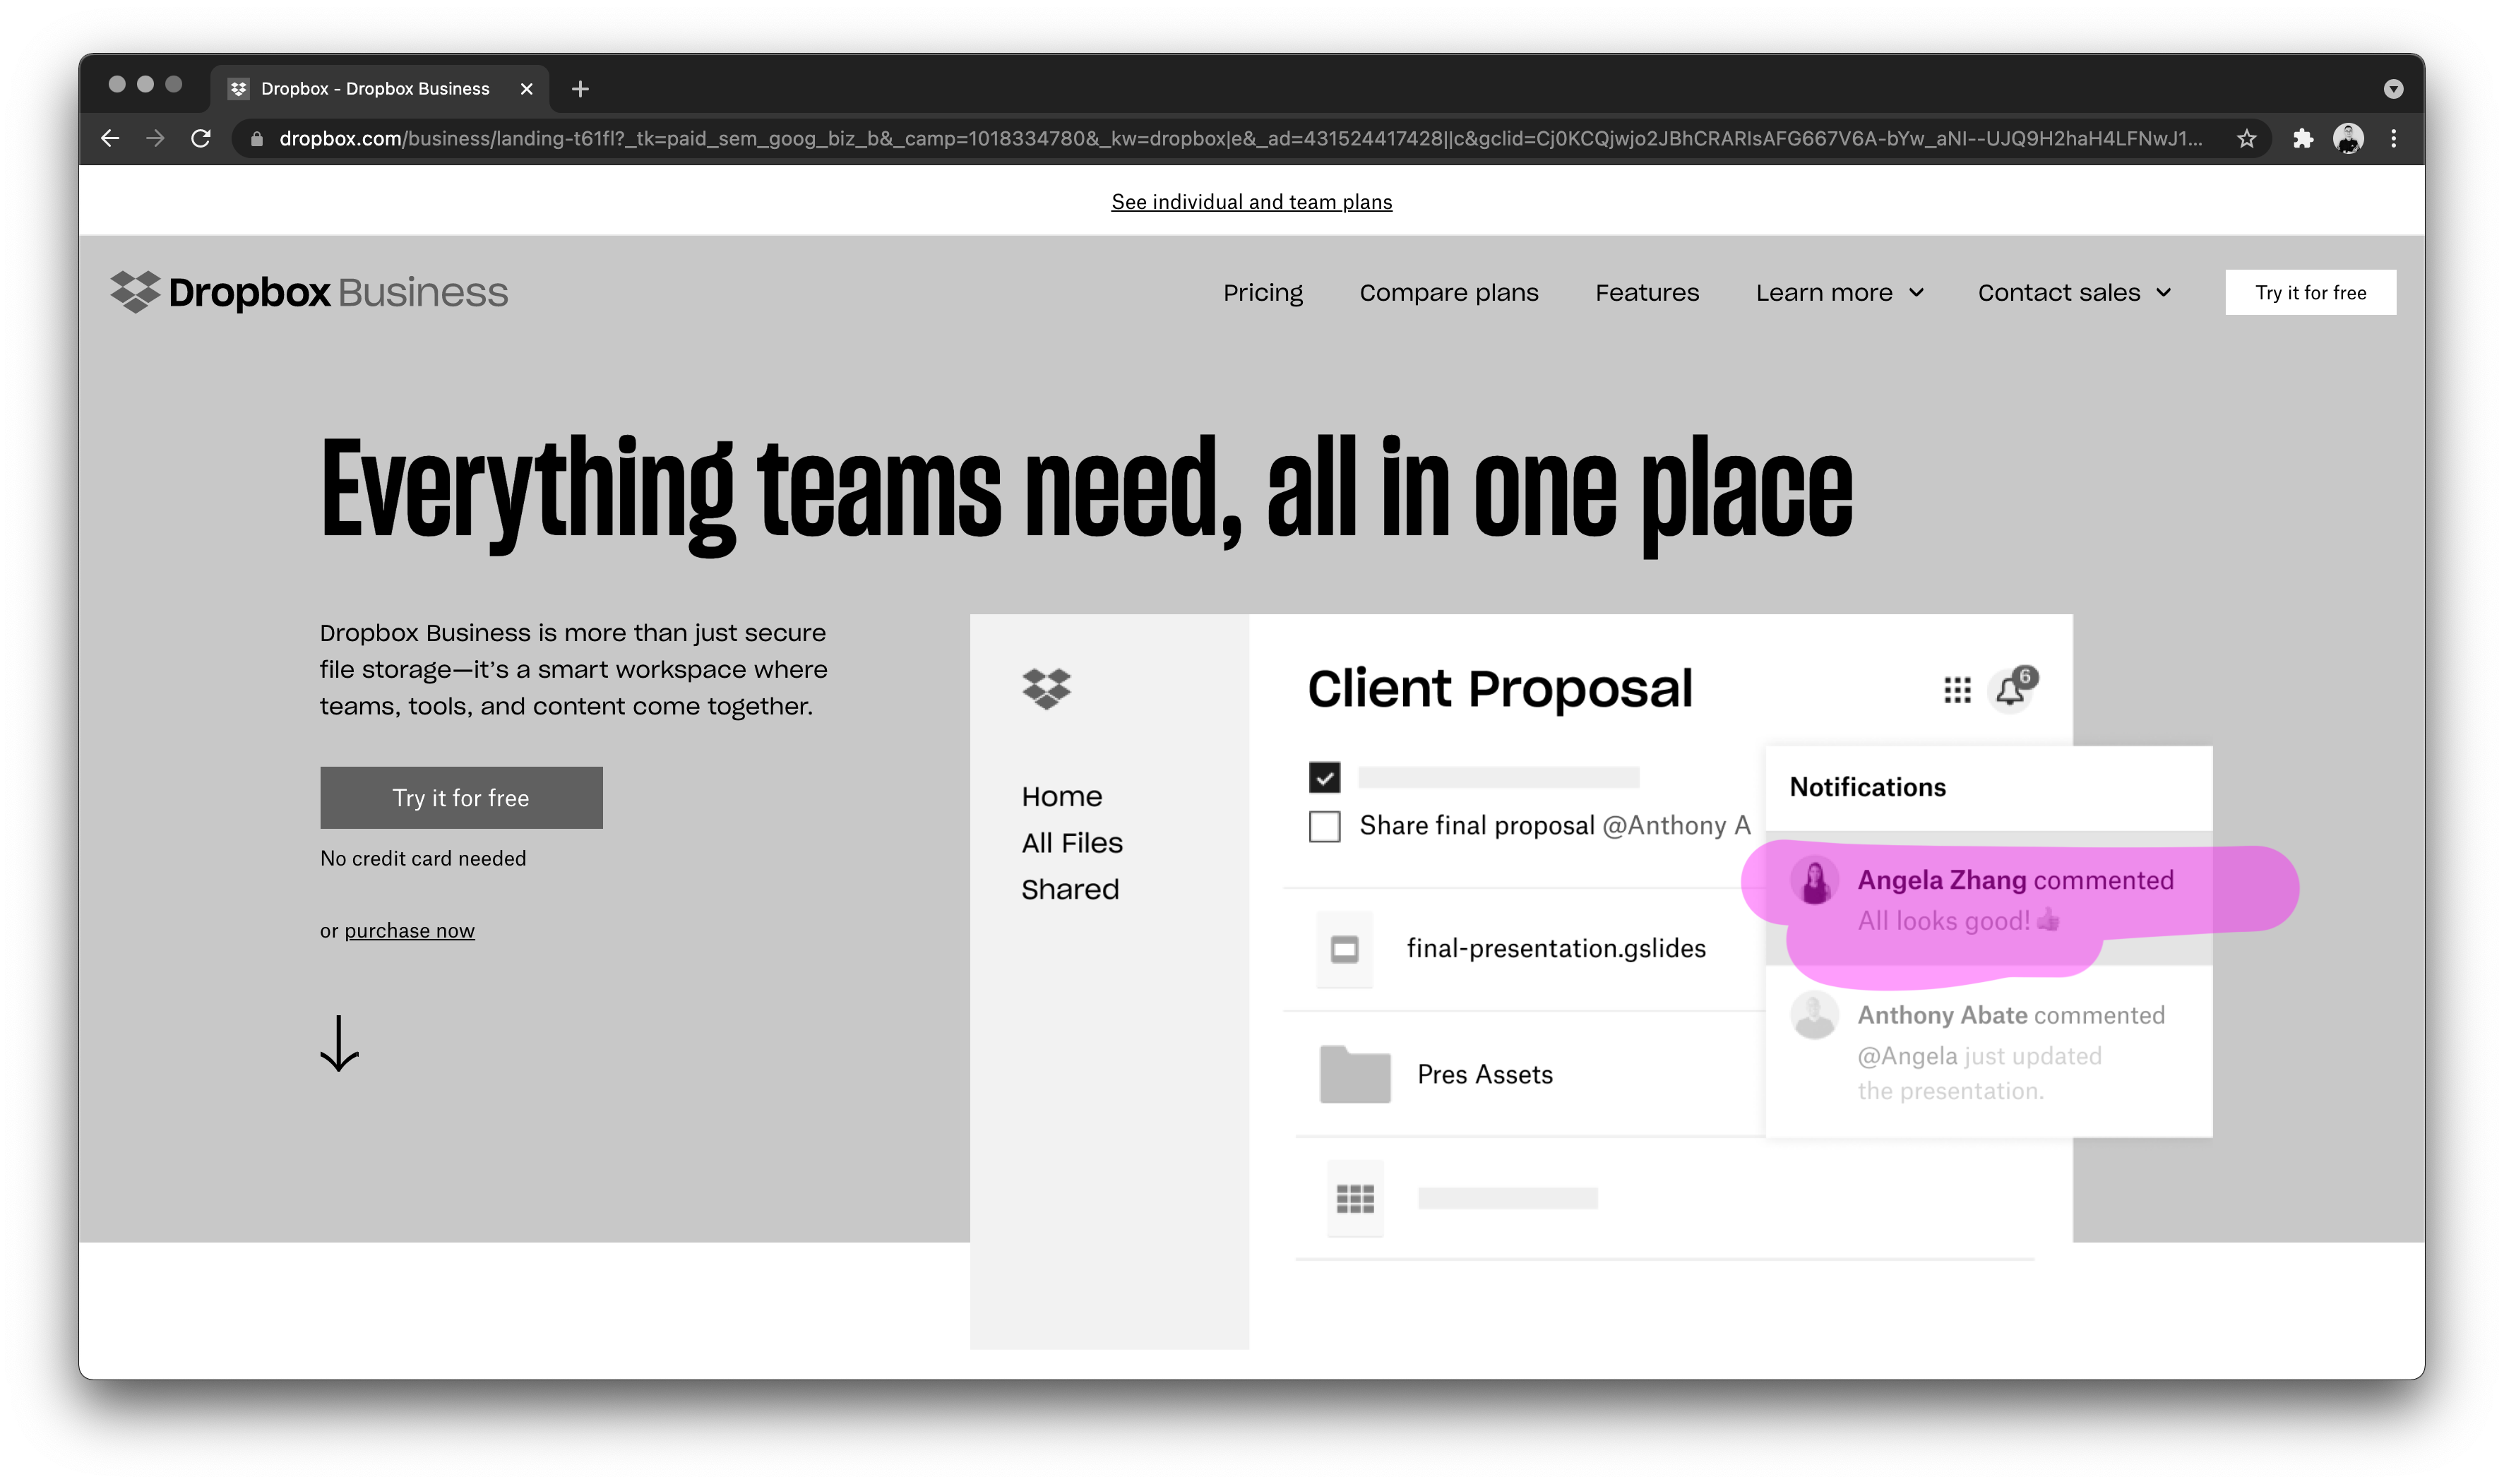 Dropbox - Dropbox Business
dropbox.com/business/landing-t61fl?_tk=paid_sem_goog_biz_b&_camp=1018334780&_kw=dropbox|e&_ad=431524417428||c&gclid=Cj0KCQjwjo2JBhCRARIsAFG667V6A-bYw_aNI--UJQ9H2haH4LFNwJ1...
See individual and team plans
Dropbox Business
Pricing
Compare plans
Features
Learn more
Contact sales
Try it for free
Everything teams need, all in one place
Dropbox Business is more than just secure
file storage—it’s a smart workspace where
teams, tools, and content come together.
Try it for free
No credit card needed
or purchase now
Home
All Files
Shared
Client Proposal
6
Share final proposal @Anthony A
final-presentation.gslides
Pres Assets
Notifications
Angela Zhang commented
All looks good! 👍
Anthony Abate commented
@Angela just updated
the presentation.